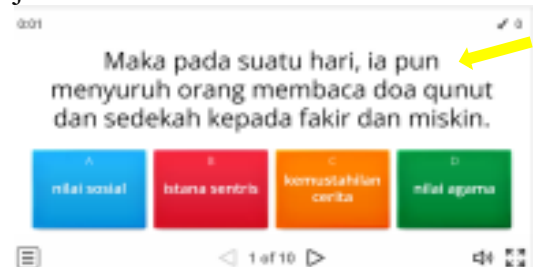 0:01
✔ 0
Maka pada suatu hari, ia pun
menyuruh orang membaca doa qunut
dan sedekah kepada fakir dan miskin.
A
nilai sosial
B
istana sentris
C
kemustahilan
cerita
D
nilai agama
1 of 10